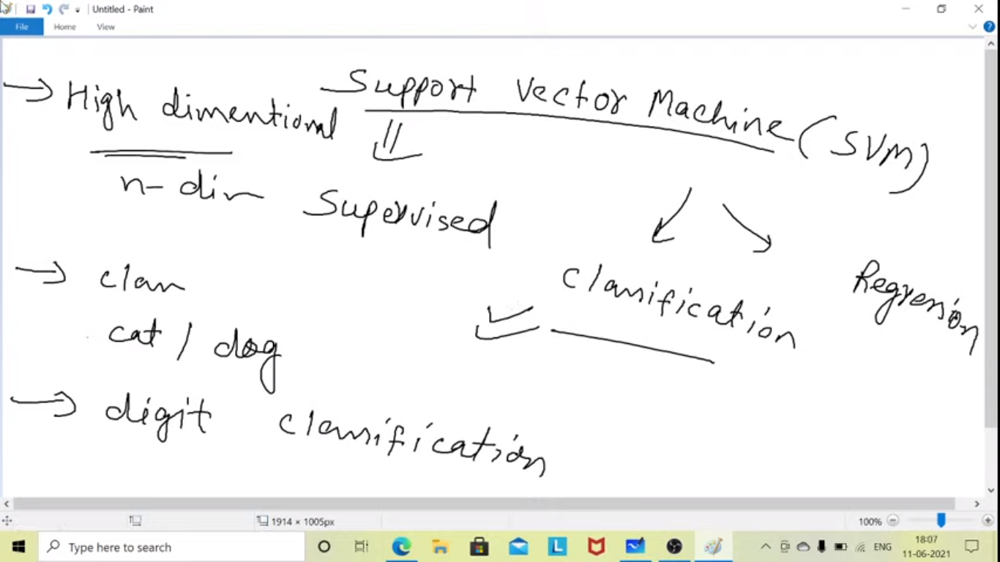 Untitled - Paint
File Home View
Support Vector Machine (SVM)
→ High dimentional
n-dim
Supervised
Classification
Regression
→ class
cat / dog
→ digit classification
1914 × 1005px
100%
Type here to search
ENG
18:07
11-06-2021